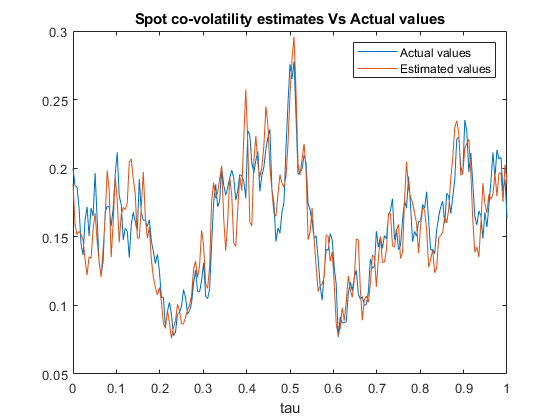 Spot co-volatility estimates Vs Actual values
Actual values
Estimated values
0.3
0.25
0.2
0.15
0.1
0.05
0 0.1 0.2 0.3 0.4 0.5 0.6 0.7 0.8 0.9 1
tau